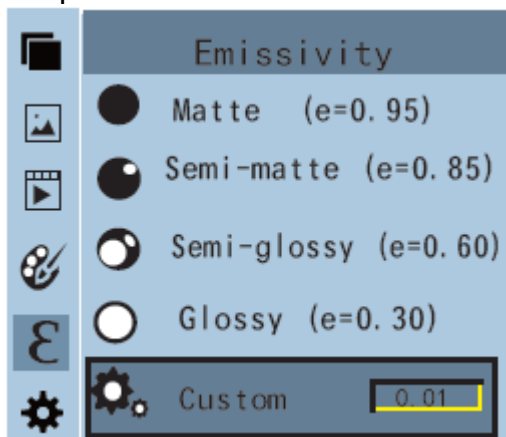 Emissivity
Matte (e=0.95)
Semi-matte (e=0.85)
Semi-glossy (e=0.60)
Glossy (e=0.30)
ε
Custom 0.01